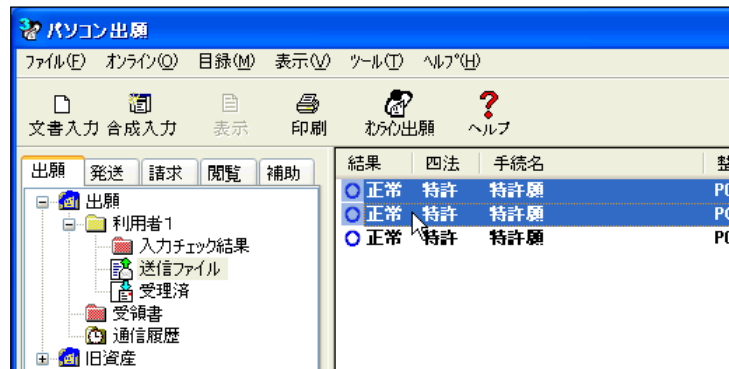 パソコン出願
ファイル(F) オンライン(O) 目録(M) 表示(V) ツール(T) ヘルプ(H)
文書入力 合成入力 表示 印刷 オンライン出願 ヘルプ
出願 発送 請求 閲覧 補助
出願
利用者1
入力チェック結果
送信ファイル
受理済
受領書
通信履歴
旧資産
結果 四法 手続名 整
正常 特許 特許願 P0
正常 特許 特許願 P0
正常 特許 特許願 P0